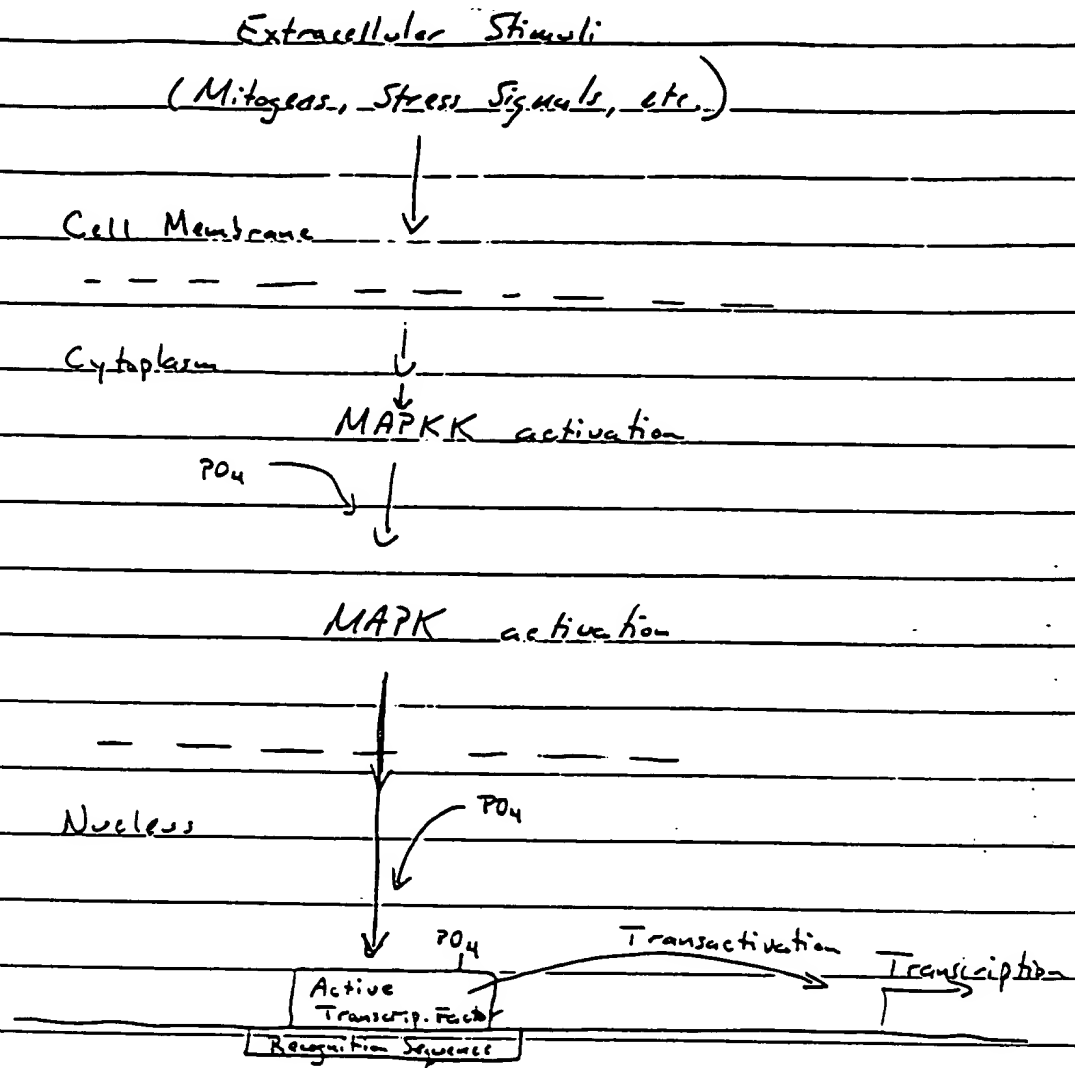 Extracellular Stimuli
(Mitogens, Stress Signals, etc.)
Cell Membrane
Cytoplasm
MAPKK activation
PO4
MAPK activation
PO4
Nucleus
PO4
Transactivation
Transcription
Active
Transcrip. Factor
Recognition Sequence